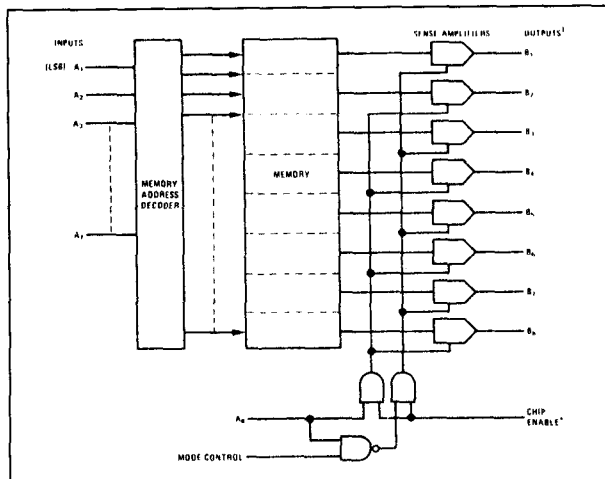 INPUTS
(LSB) A₁
A₂
A₃
MEMORY
ADDRESS
DECODER
MEMORY
SENSE AMPLIFIERS
OUTPUTS¹
B₁
B₂
B₃
B₄
B₅
B₆
B₇
B₈
CHIP
ENABLE
MODE CONTROL